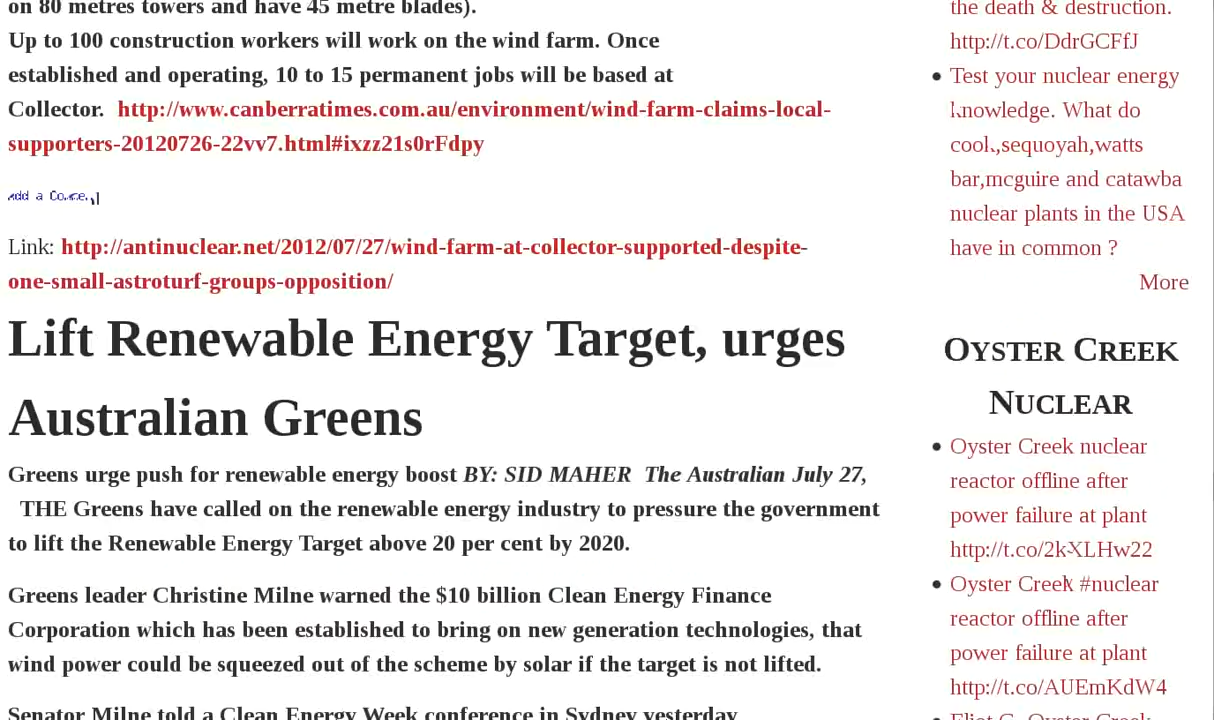 on 80 metres towers and have 45 metre blades).
Up to 100 construction workers will work on the wind farm. Once
established and operating, 10 to 15 permanent jobs will be based at
Collector. http://www.canberratimes.com.au/environment/wind-farm-claims-local-
supporters-20120726-22vv7.html#ixzz21s0rFdpy
Add a
Link: http://antinuclear.net/2012/07/27/wind-farm-at-collector-supported-despite-
one-small-astroturf-groups-opposition/
Lift Renewable Energy Target, urges
Australian Greens
Greens urge push for renewable energy boost BY: SID MAHER The Australian July 27,
THE Greens have called on the renewable energy industry to pressure the government
to lift the Renewable Energy Target above 20 per cent by 2020.
Greens leader Christine Milne warned the $10 billion Clean Energy Finance
Corporation which has been established to bring on new generation technologies, that
wind power could be squeezed out of the scheme by solar if the target is not lifted.
Senator Milne told a Clean Energy Week conference in Sydney yesterday
the death & destruction.
http://t.co/DdrGCFfJ
• Test your nuclear energy
knowledge. What do
cook,sequoyah,watts
bar,mcguire and catawba
nuclear plants in the USA
have in common ?
More
OYSTER CREEK
NUCLEAR
• Oyster Creek nuclear
reactor offline after
power failure at plant
http://t.co/2kXLHw22
• Oyster Creek #nuclear
reactor offline after
power failure at plant
http://t.co/AUEmKdW4
• Eliot G. Oyster Creek